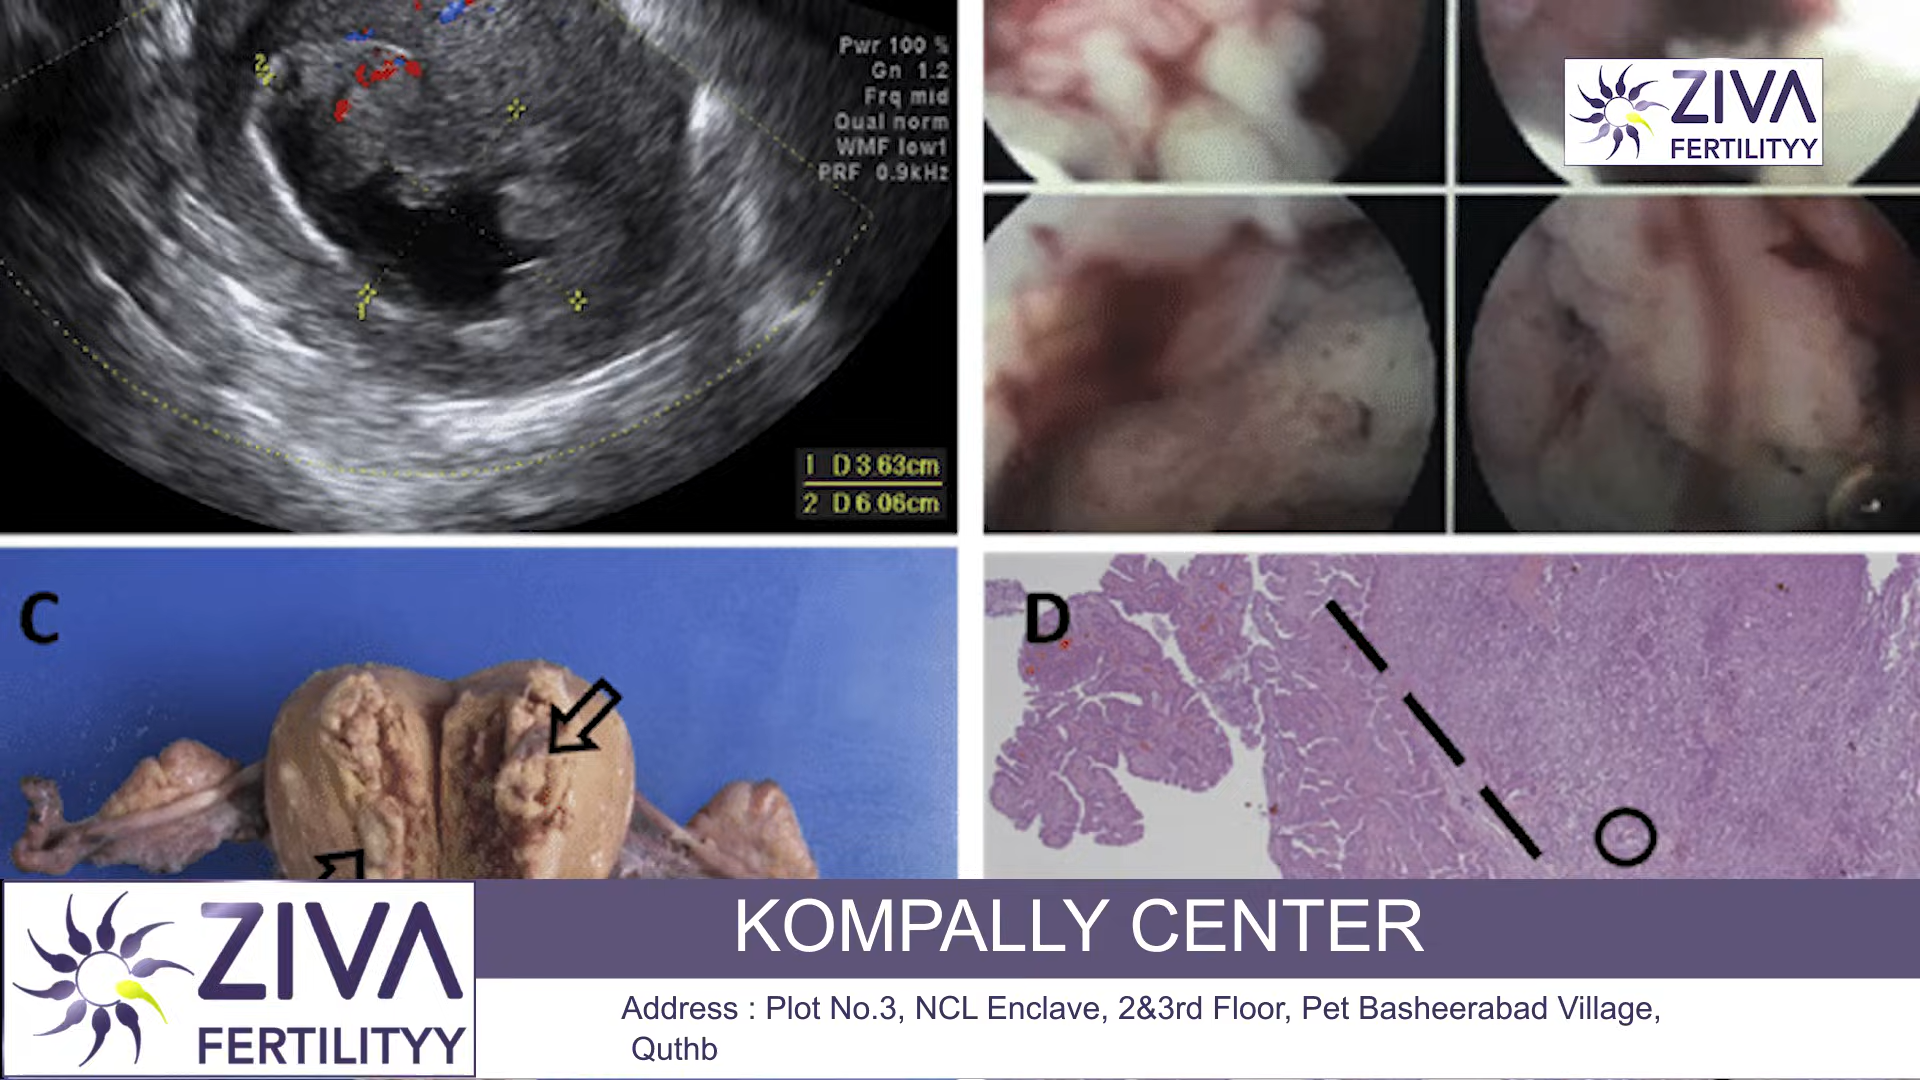 Pwr 100 %
Gn 1.2
Frq mid
Qual norm
WMF low1
PRF 0.9kHz
ZIVA
FERTILITYY
2
1
1 D 3.63cm
2 D 6.06cm
C
D
ZIVA
FERTILITYY
KOMPALLY CENTER
Address : Plot No.3, NCL Enclave, 2&3rd Floor, Pet Basheerabad Village,
Quthb